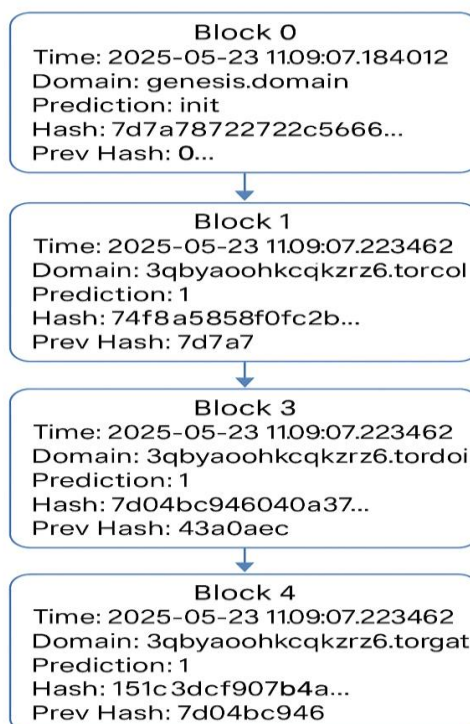 Block 0
Time: 2025-05-23 11.09:07.184012
Domain: genesis.domain
Prediction: init
Hash: 7d7a78722722c5666...
Prev Hash: 0...
Block 1
Time: 2025-05-23 11.09:07.223462
Domain: 3qbyaoohkcqkzrz6.torcol
Prediction: 1
Hash: 74f8a5858f0fc2b...
Prev Hash: 7d7a7
Block 3
Time: 2025-05-23 11.09:07.223462
Domain: 3qbyaoohkcqkzrz6.tordoi
Prediction: 1
Hash: 7d04bc946040a37...
Prev Hash: 43a0aec
Block 4
Time: 2025-05-23 11.09:07.223462
Domain: 3qbyaoohkcqkzrz6.torgat
Prediction: 1
Hash: 151c3dcf907b4a...
Prev Hash: 7d04bc946